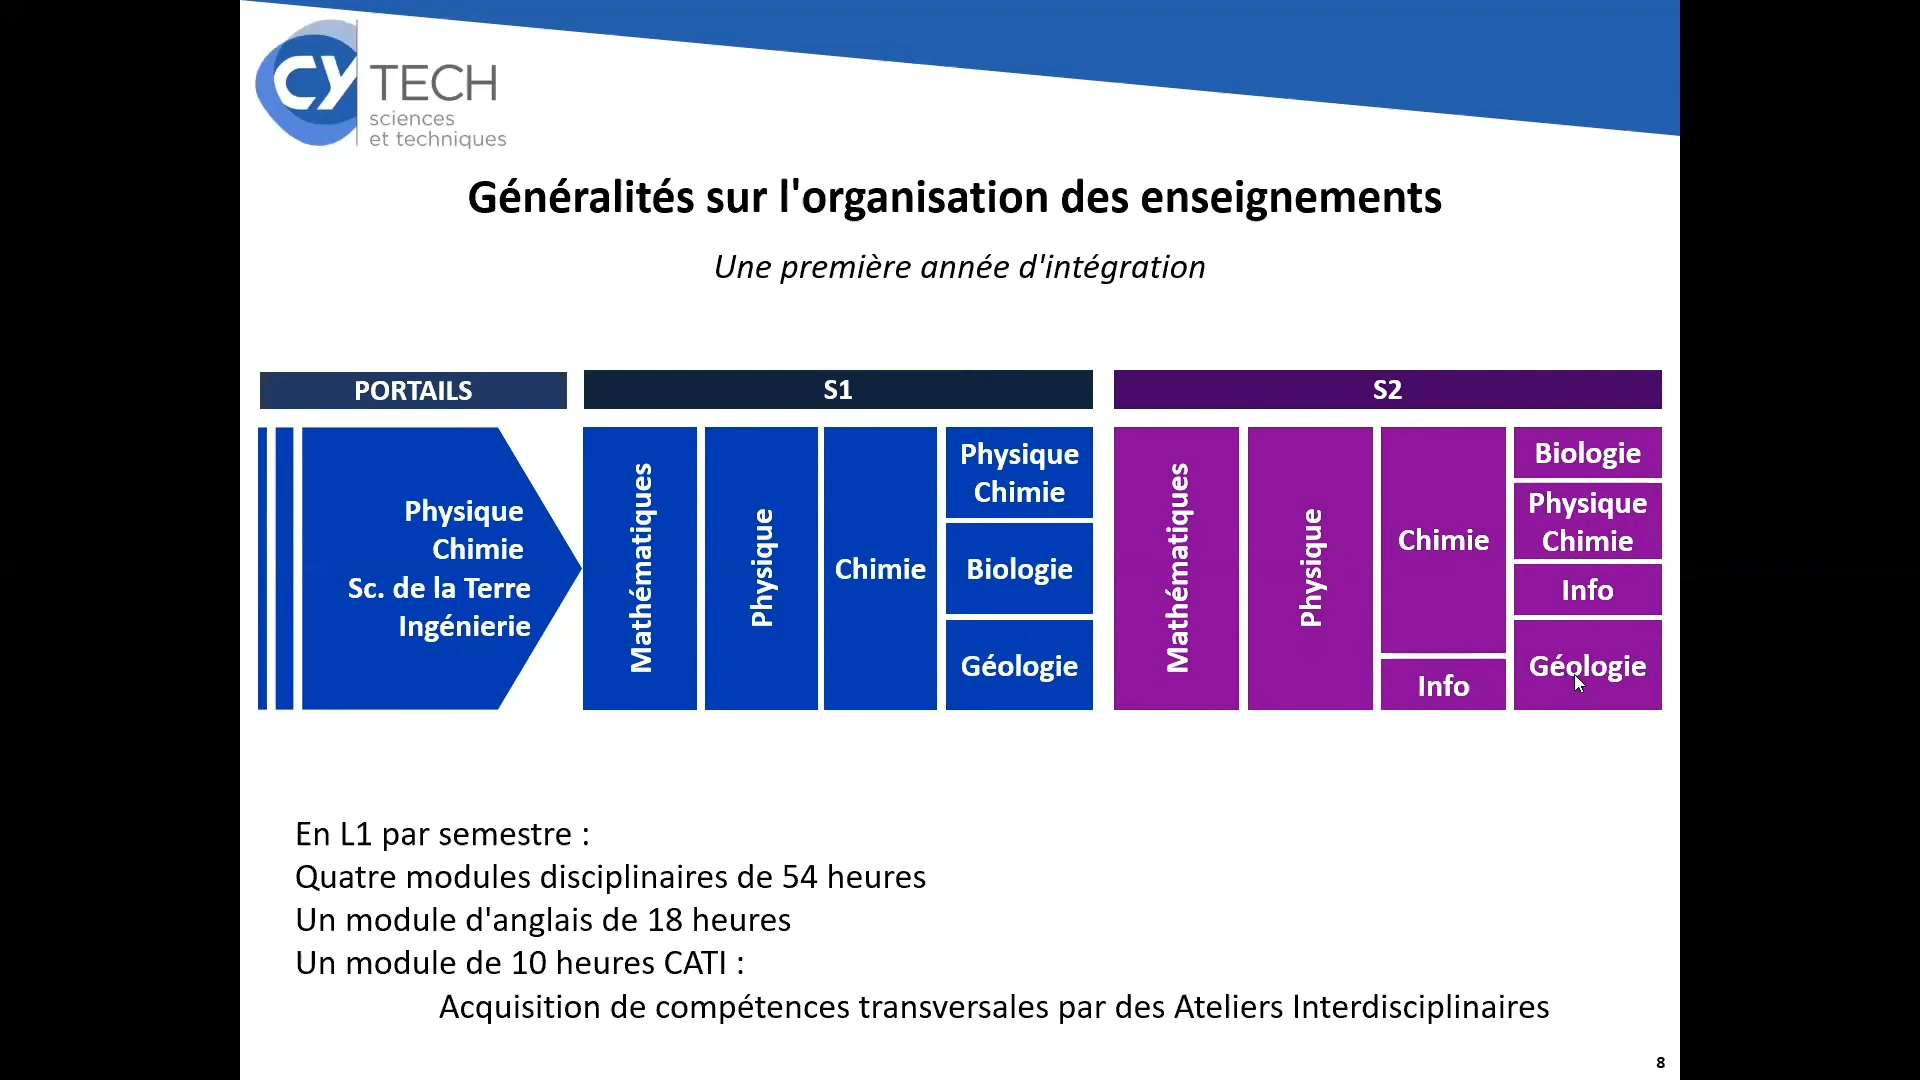 CY TECH
sciences
et techniques
Généralités sur l'organisation des enseignements
Une première année d'intégration
PORTAILS
S1
S2
Physique
Chimie
Sc. de la Terre
Ingénierie
Mathématiques
Physique
Chimie
Physique
Chimie
Biologie
Géologie
Mathématiques
Physique
Chimie
Info
Biologie
Physique
Chimie
Info
Géologie
En L1 par semestre :
Quatre modules disciplinaires de 54 heures
Un module d'anglais de 18 heures
Un module de 10 heures CATI :
Acquisition de compétences transversales par des Ateliers Interdisciplinaires
8